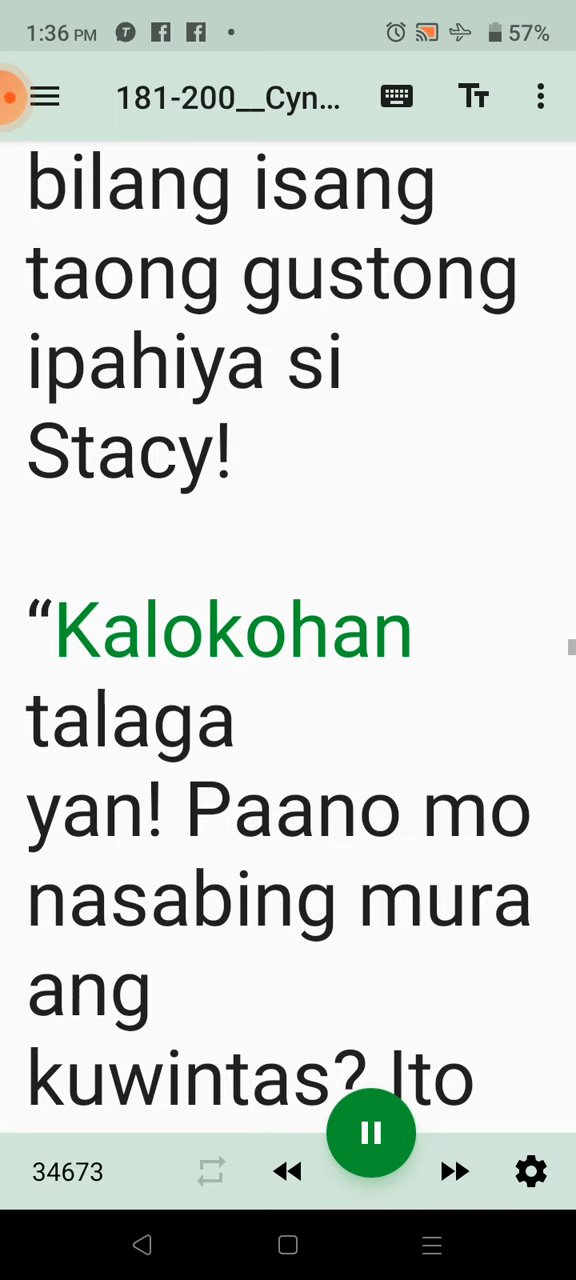 1:36 PM
57%
181-200__Cyn...
Tт
bilang isang
taong gustong
ipahiya si
Stacy!
“Kalokohan
talaga
yan! Paano mo
nasabing mura
ang
kuwintas? Ito
34673